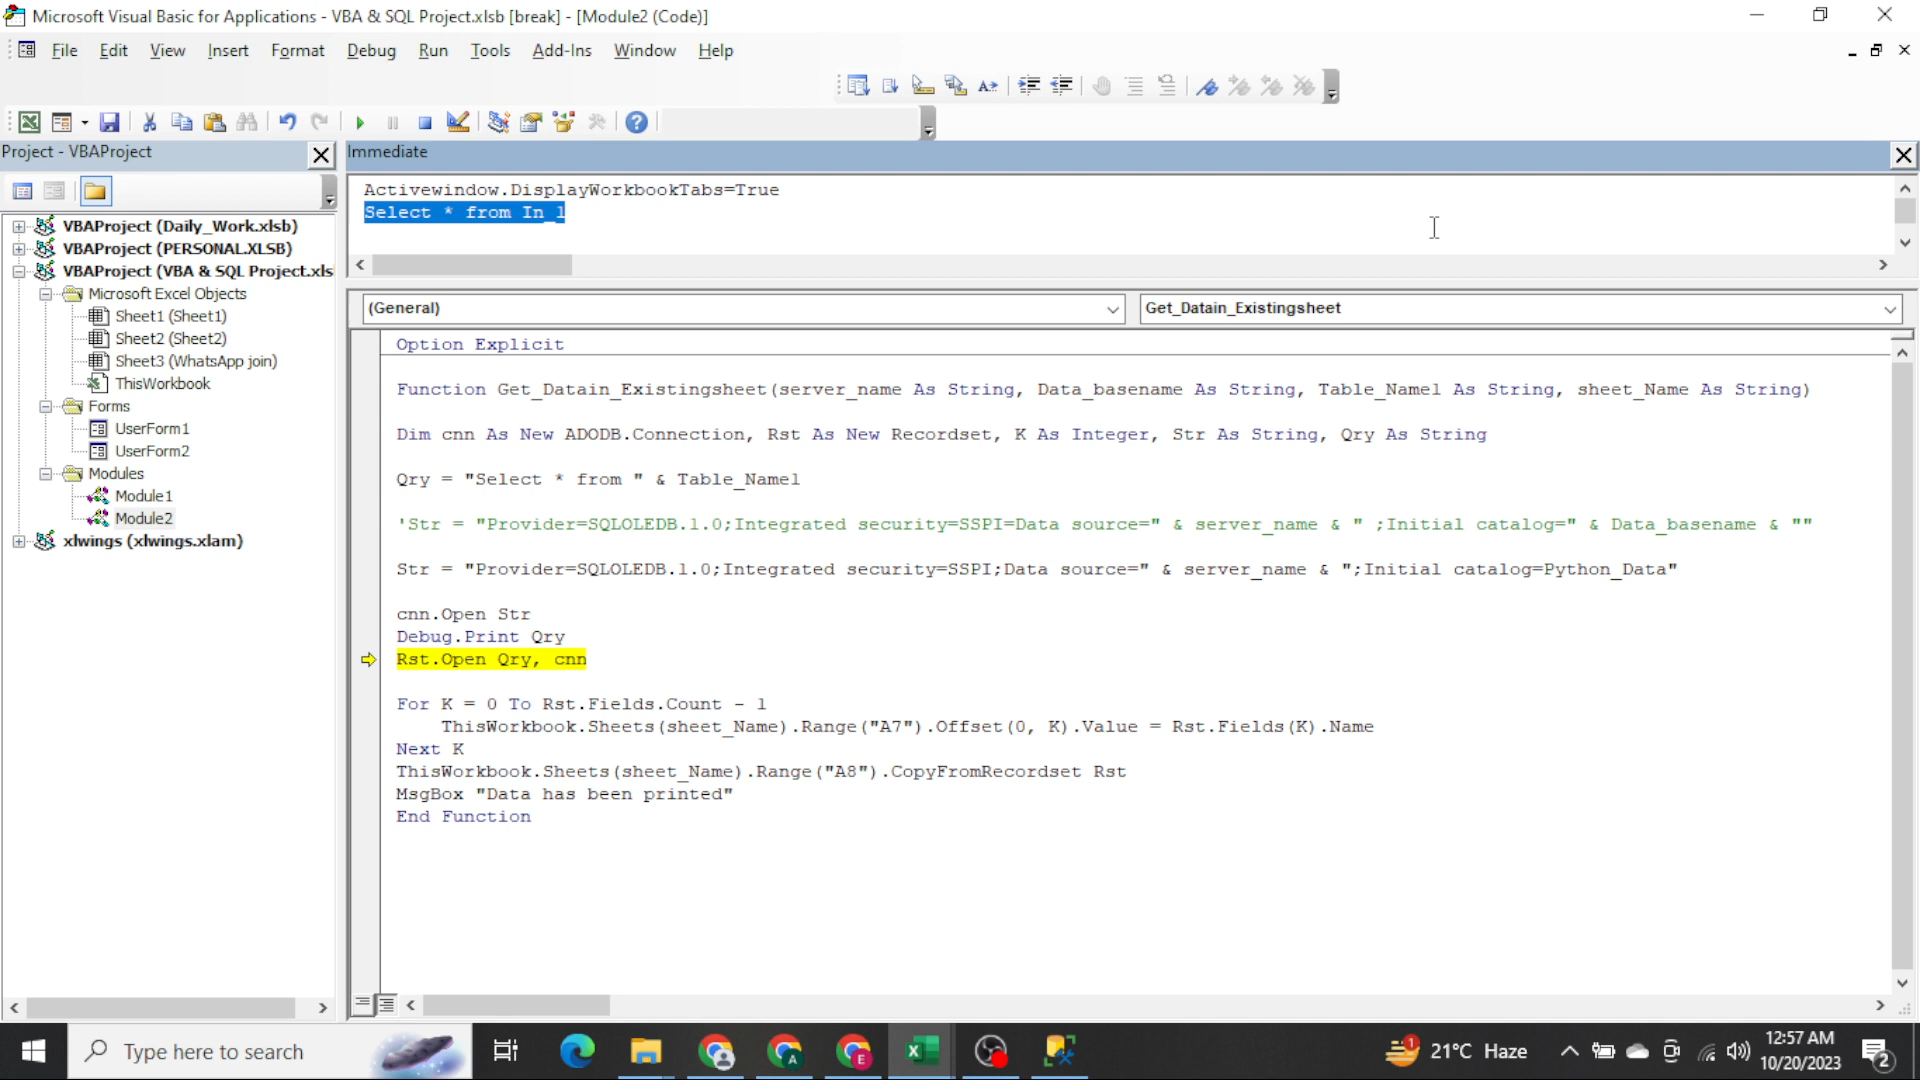 Microsoft Visual Basic for Applications - VBA & SQL Project.xlsb [break] - [Module2 (Code)]
File Edit View Insert Format Debug Run Tools Add-Ins Window Help
Project - VBAProject
Immediate
Activewindow.DisplayWorkbookTabs=True
Select * from In_1
VBAProject (Daily_Work.xlsb)
VBAProject (PERSONAL.XLSB)
VBAProject (VBA & SQL Project.xls
Microsoft Excel Objects
Sheet1 (Sheet1)
Sheet2 (Sheet2)
Sheet3 (WhatsApp join)
ThisWorkbook
Forms
UserForm1
UserForm2
Modules
Module1
Module2
xlwings (xlwings.xlam)
(General) Get_Datain_Existingsheet
Option Explicit
Function Get_Datain_Existingsheet(server_name As String, Data_basename As String, Table_Name1 As String, sheet_Name As String)
Dim cnn As New ADODB.Connection, Rst As New Recordset, K As Integer, Str As String, Qry As String
Qry = "Select * from " & Table_Name1
'Str = "Provider=SQLOLEDB.1.0;Integrated security=SSPI=Data source=" & server_name & " ;Initial catalog=" & Data_basename & ""
Str = "Provider=SQLOLEDB.1.0;Integrated security=SSPI;Data source=" & server_name & ";Initial catalog=Python_Data"
cnn.Open Str
Debug.Print Qry
Rst.Open Qry, cnn
For K = 0 To Rst.Fields.Count - 1
ThisWorkbook.Sheets(sheet_Name).Range("A7").Offset(0, K).Value = Rst.Fields(K).Name
Next K
ThisWorkbook.Sheets(sheet_Name).Range("A8").CopyFromRecordset Rst
MsgBox "Data has been printed"
End Function
Type here to search
21°C Haze
12:57 AM
10/20/2023
2